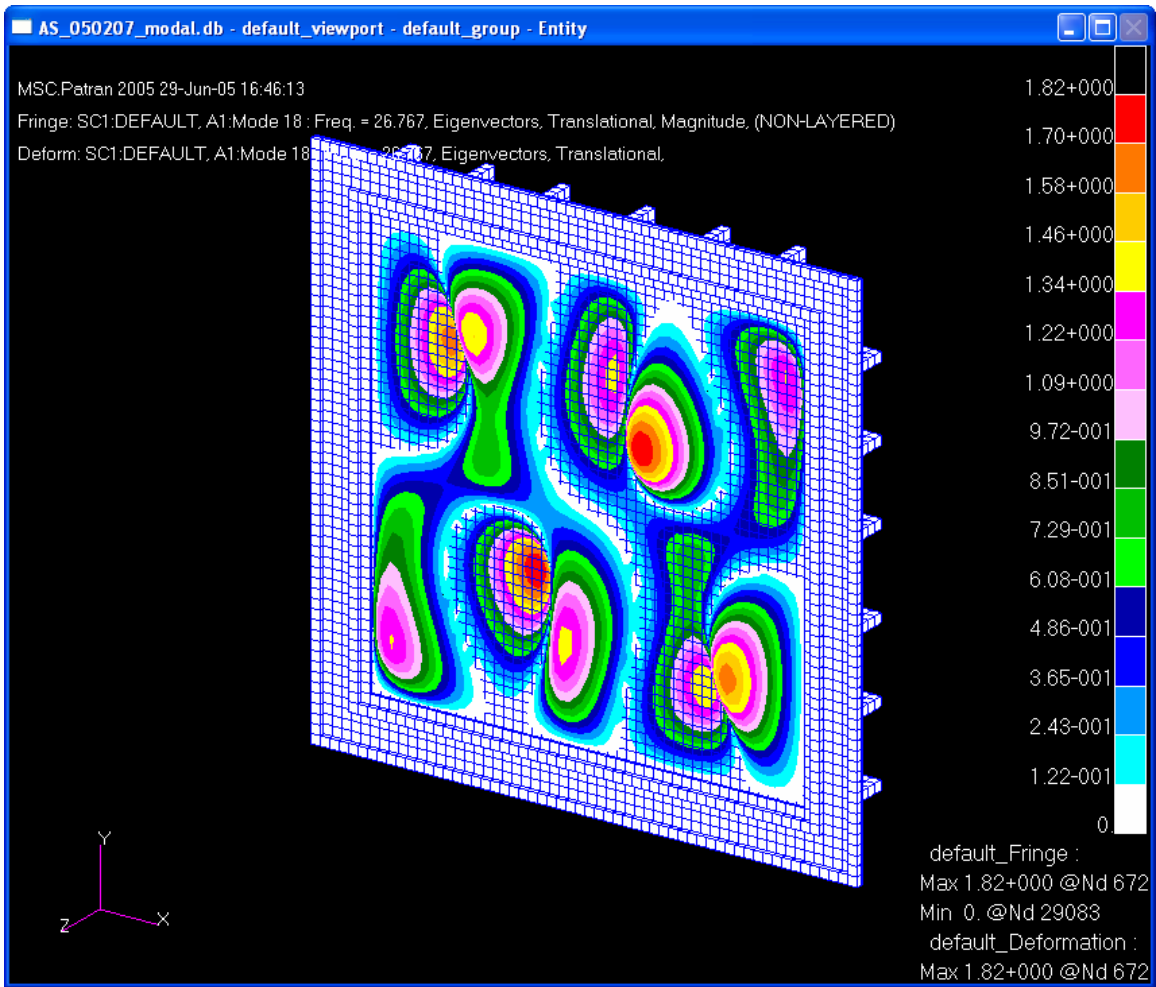 AS_050207_modal.db - default_viewport - default_group - Entity
MSC.Patran 2005 29-Jun-05 16:46:13
Fringe: SC1:DEFAULT, A1:Mode 18 : Freq. = 26.767, Eigenvectors, Translational, Magnitude, (NON-LAYERED)
Deform: SC1:DEFAULT, A1:Mode 18 67, Eigenvectors, Translational,
1.82+000
1.70+000
1.58+000
1.46+000
1.34+000
1.22+000
1.09+000
9.72-001
8.51-001
7.29-001
6.08-001
4.86-001
3.65-001
2.43-001
1.22-001
0.
default_Fringe :
Max 1.82+000 @Nd 672
Min 0. @Nd 29083
default_Deformation :
Max 1.82+000 @Nd 672
Y
Z
X